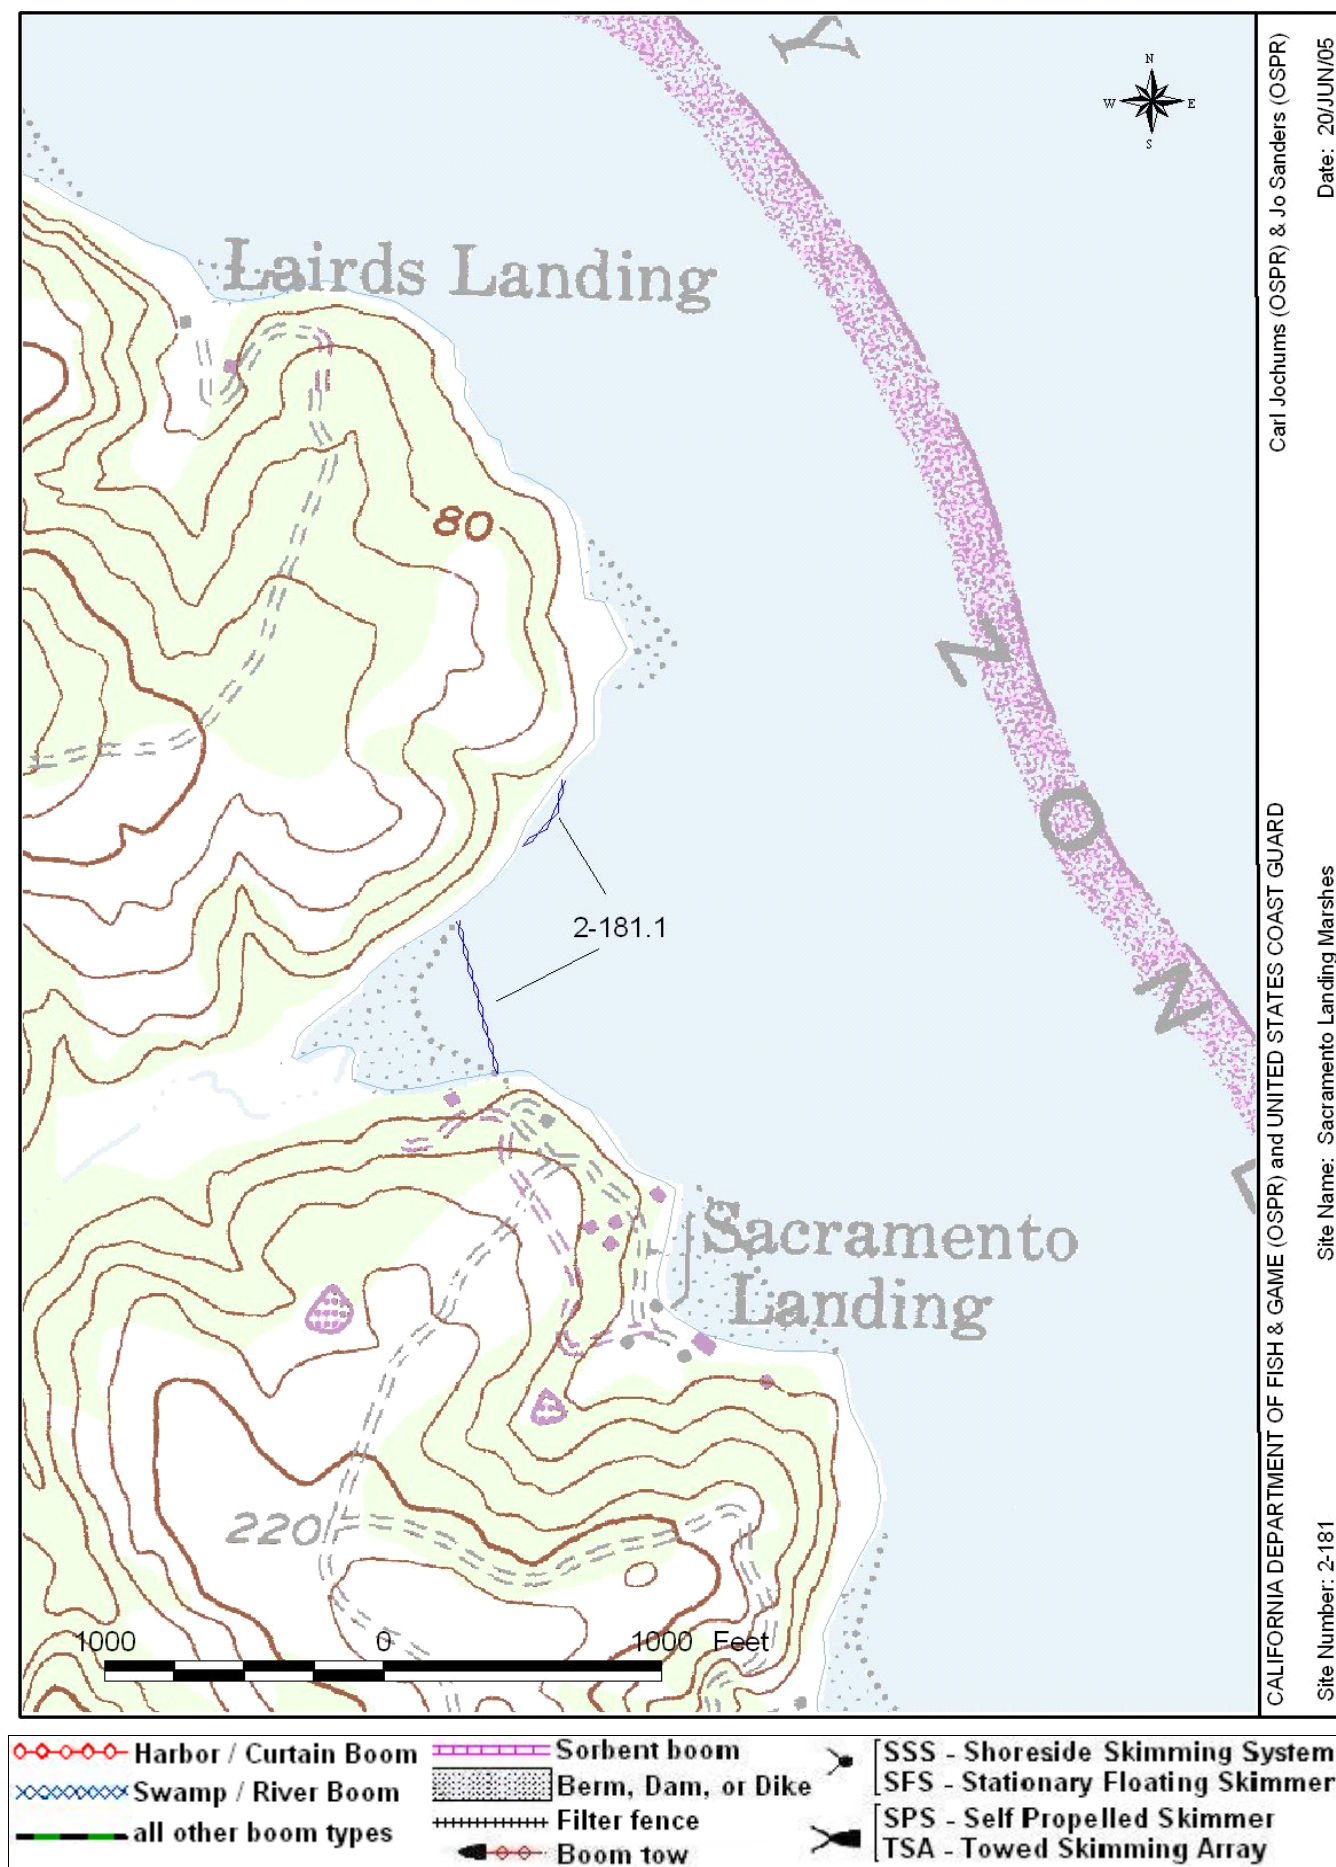 Y
N
W
E
S
Lairds Landing
80
Z
O
N
E
2-181.1
Sacramento
Landing
220
1000
0
1000 Feet
Carl Jochums (OSPR) & Jo Sanders (OSPR)
Date: 20/JUN/05
CALIFORNIA DEPARTMENT OF FISH & GAME (OSPR) and UNITED STATES COAST GUARD
Site Name: Sacramento Landing Marshes
Site Number: 2-181
Harbor / Curtain Boom
Swamp / River Boom
all other boom types
Sorbent boom
Berm, Dam, or Dike
Filter fence
Boom tow
SSS - Shoreside Skimming System
SFS - Stationary Floating Skimmer
SPS - Self Propelled Skimmer
TSA - Towed Skimming Array